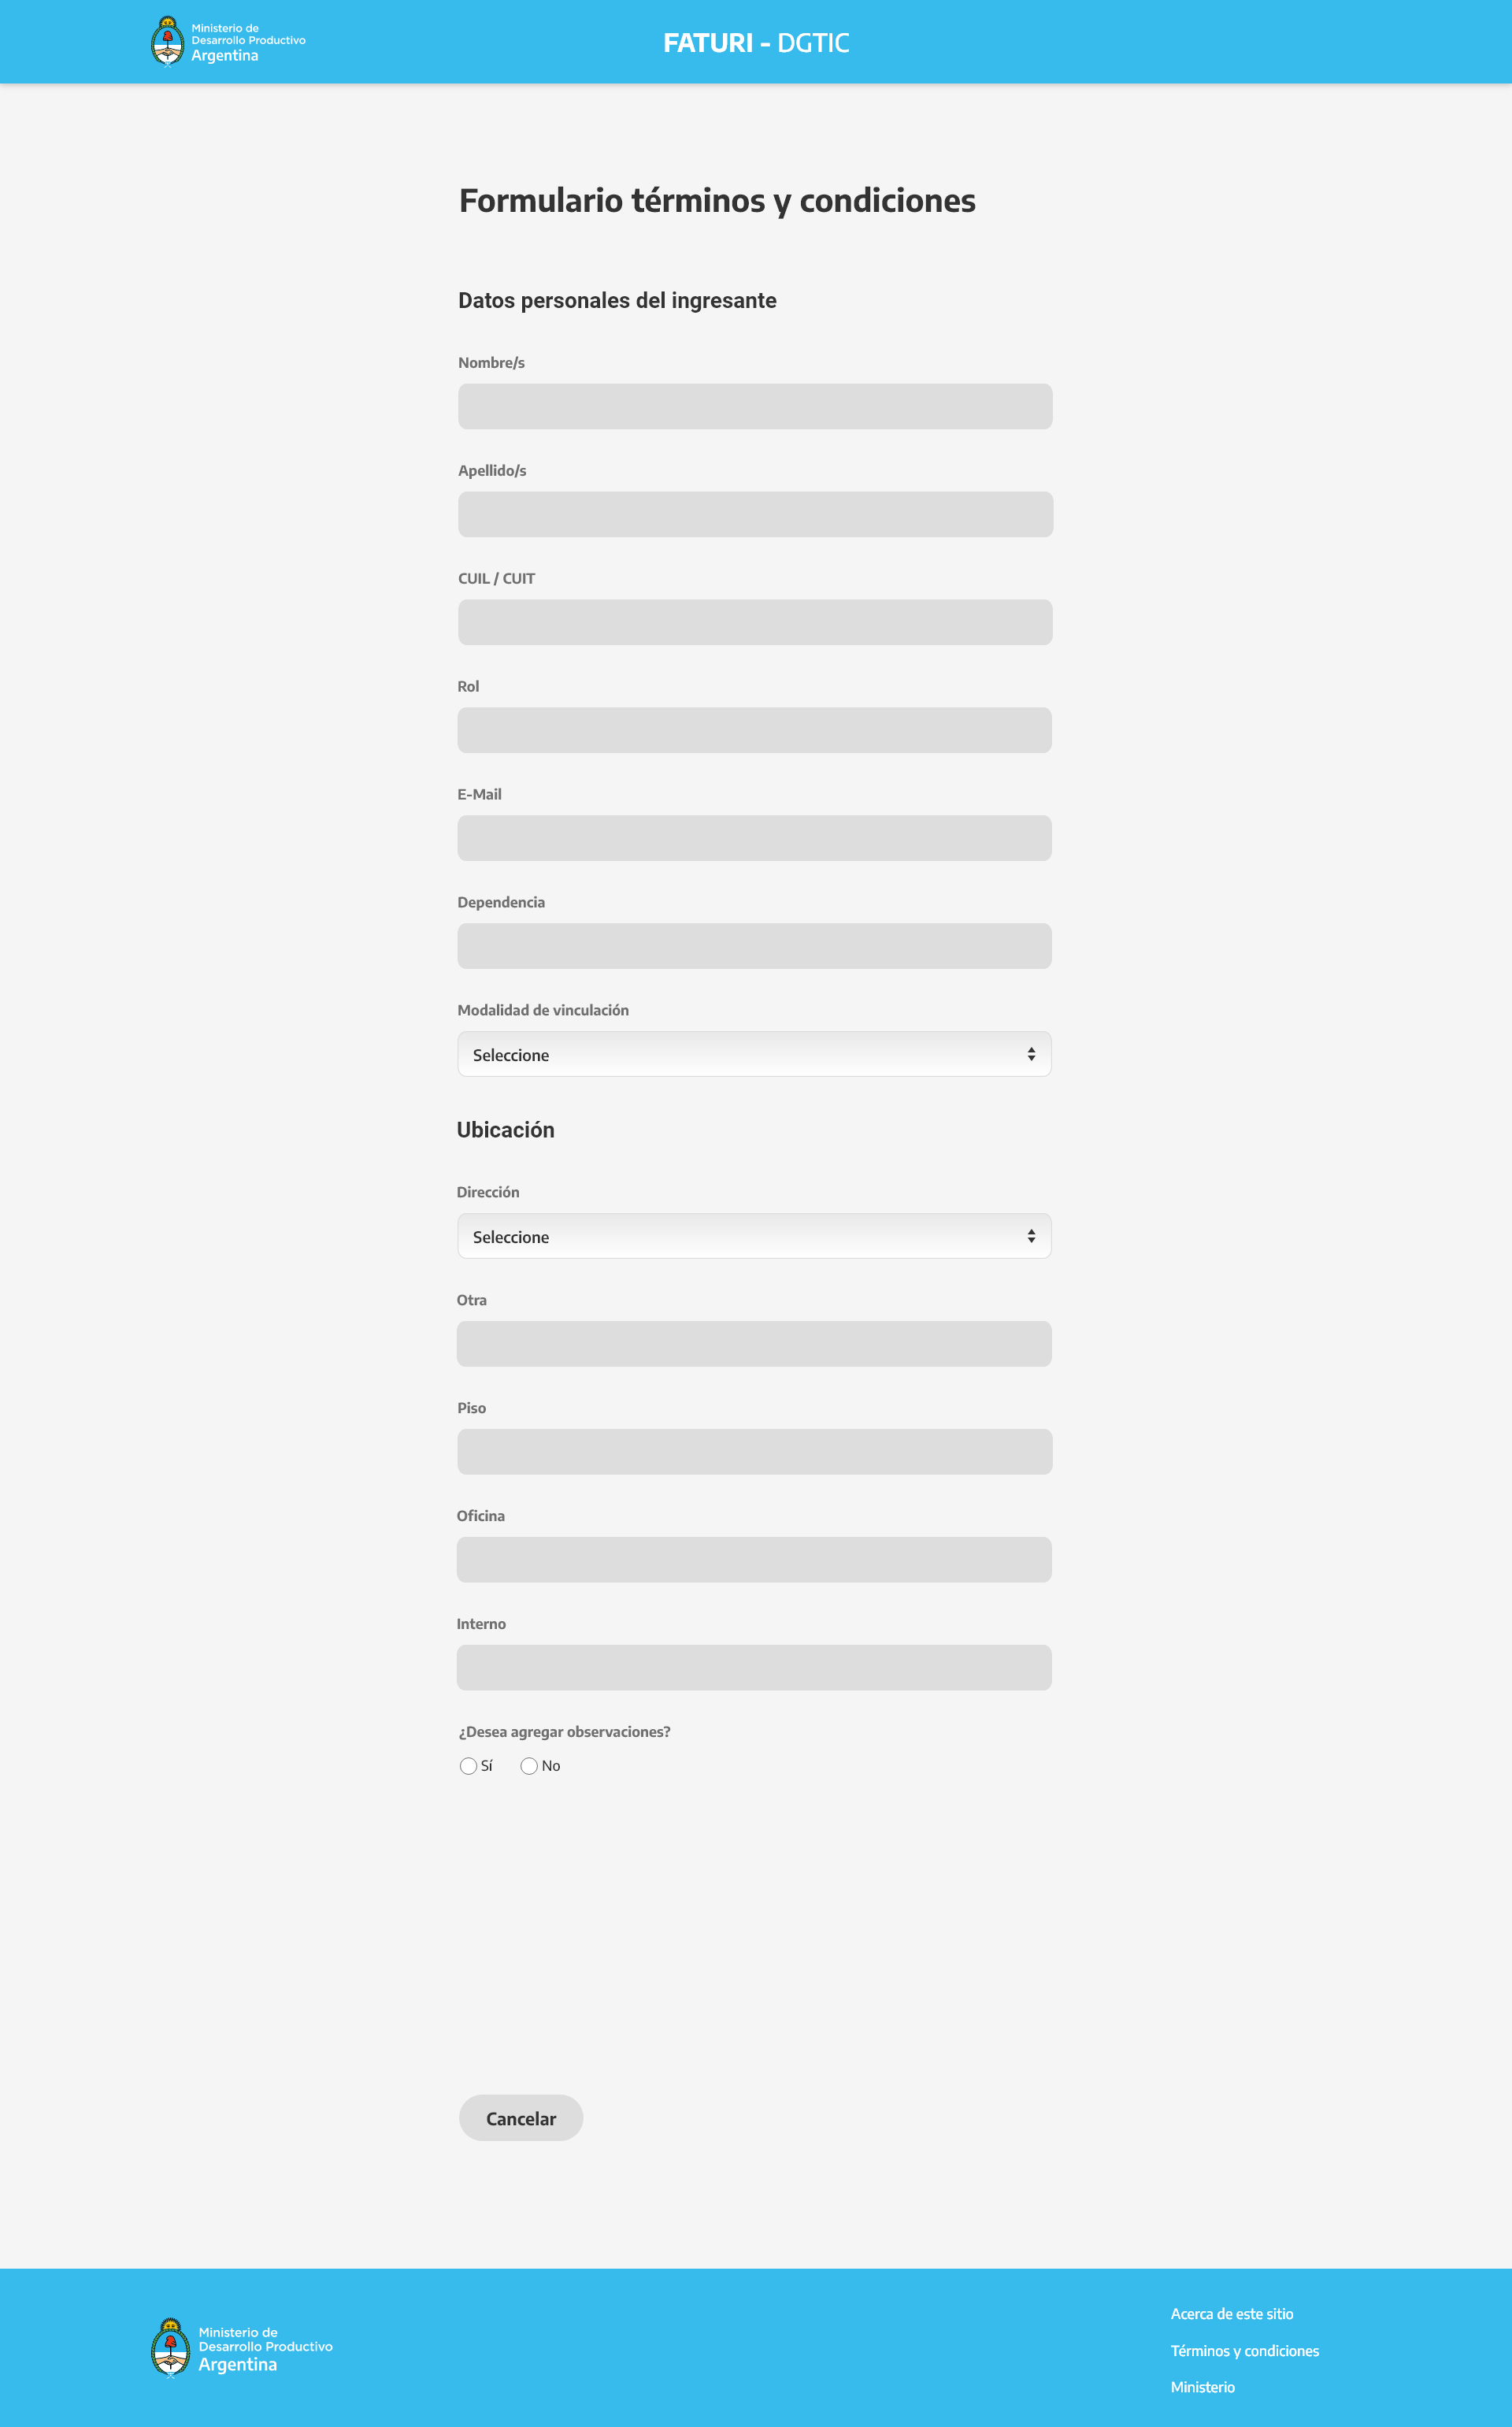 Ministerio de
Desarrollo Productivo
Argentina
FATURI - DGTIC
Formulario términos y condiciones
Datos personales del ingresante
Nombre/s
Apellido/s
CUIL / CUIT
Rol
E-Mail
Dependencia
Modalidad de vinculación
Seleccione
Ubicación
Dirección
Seleccione
Otra
Piso
Oficina
Interno
¿Desea agregar observaciones?
Sí No
Cancelar
Ministerio de
Desarrollo Productivo
Argentina
Acerca de este sitio
Términos y condiciones
Ministerio